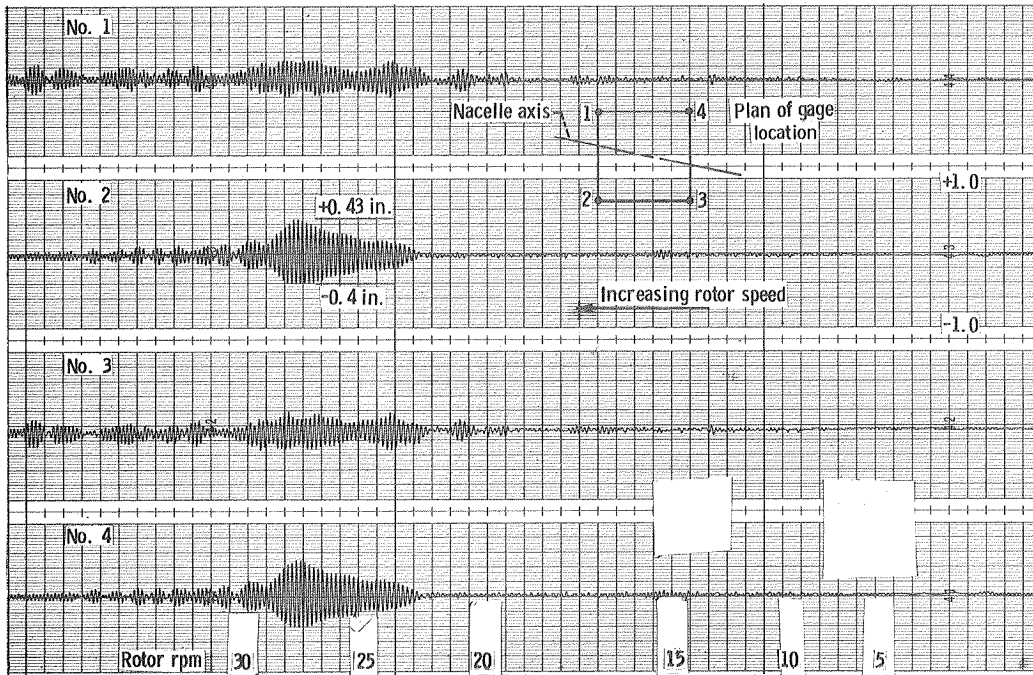 No. 1
Nacelle axis
1
4
Plan of gage
location
2
3
+1.0
No. 2
+0.43 in.
-0.4 in.
Increasing rotor speed
-1.0
No. 3
No. 4
Rotor rpm
30
25
20
15
10
5